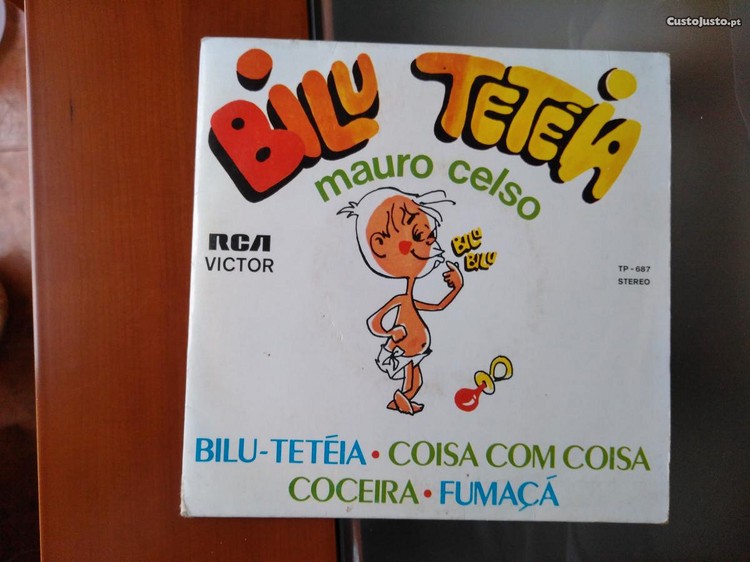 CustoJusto.pt
BILU TETÉIA
mauro celso
BILU
BILU
RCA
VICTOR
TP - 687
STEREO
BILU-TETÉIA • COISA COM COISA
COCEIRA • FUMAÇÁ